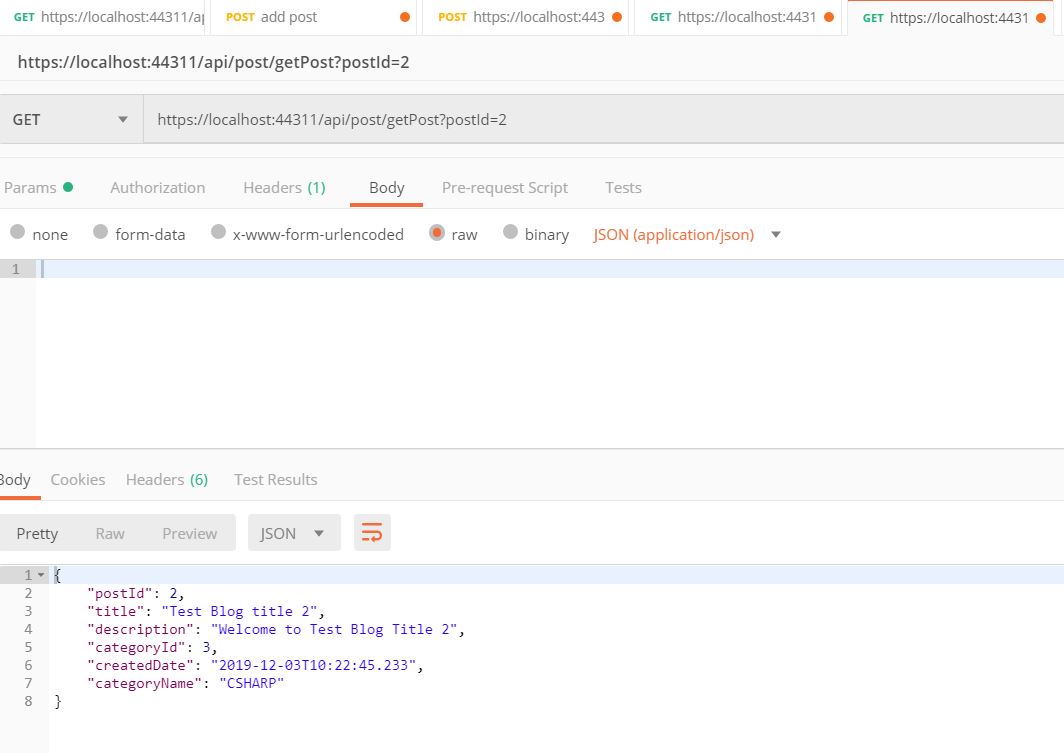 GET https://localhost:44311/ap POST add post POST https://localhost:443 GET https://localhost:4431 GET https://localhost:4431
https://localhost:44311/api/post/getPost?postId=2
GET https://localhost:44311/api/post/getPost?postId=2
Params Authorization Headers (1) Body Pre-request Script Tests
none form-data x-www-form-urlencoded raw binary JSON (application/json)
1
Body Cookies Headers (6) Test Results
Pretty Raw Preview JSON
1 {
2 "postId": 2,
3 "title": "Test Blog title 2",
4 "description": "Welcome to Test Blog Title 2",
5 "categoryId": 3,
6 "createdDate": "2019-12-03T10:22:45.233",
7 "categoryName": "CSHARP"
8 }